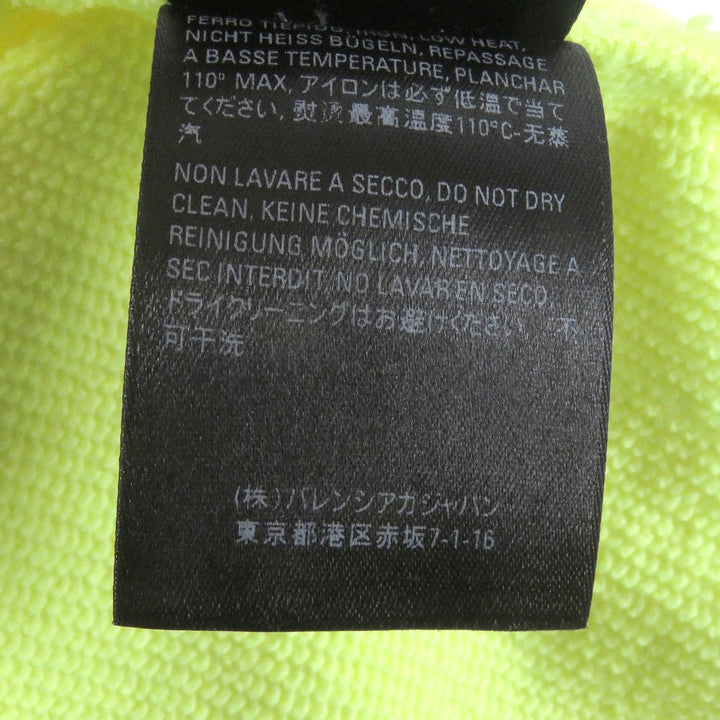 FERRO TIEPIDO, IRON, LOW HEAT,
NICHT HEISS BÜGELN, REPASSAGE
A BASSE TEMPERATURE, PLANCHAR
110° MAX, アイロンは必ず低温で当て
てください, 熨烫最高温度110°C-无蒸
汽
NON LAVARE A SECCO, DO NOT DRY
CLEAN, KEINE CHEMISCHE
REINIGUNG MÖGLICH, NETTOYAGE A
SEC INTERDIT, NO LAVAR EN SECO,
ドライクリーニングはお避けください, 不
可干洗
(株)バレンシアガジャパン
東京都港区赤坂7-1-16